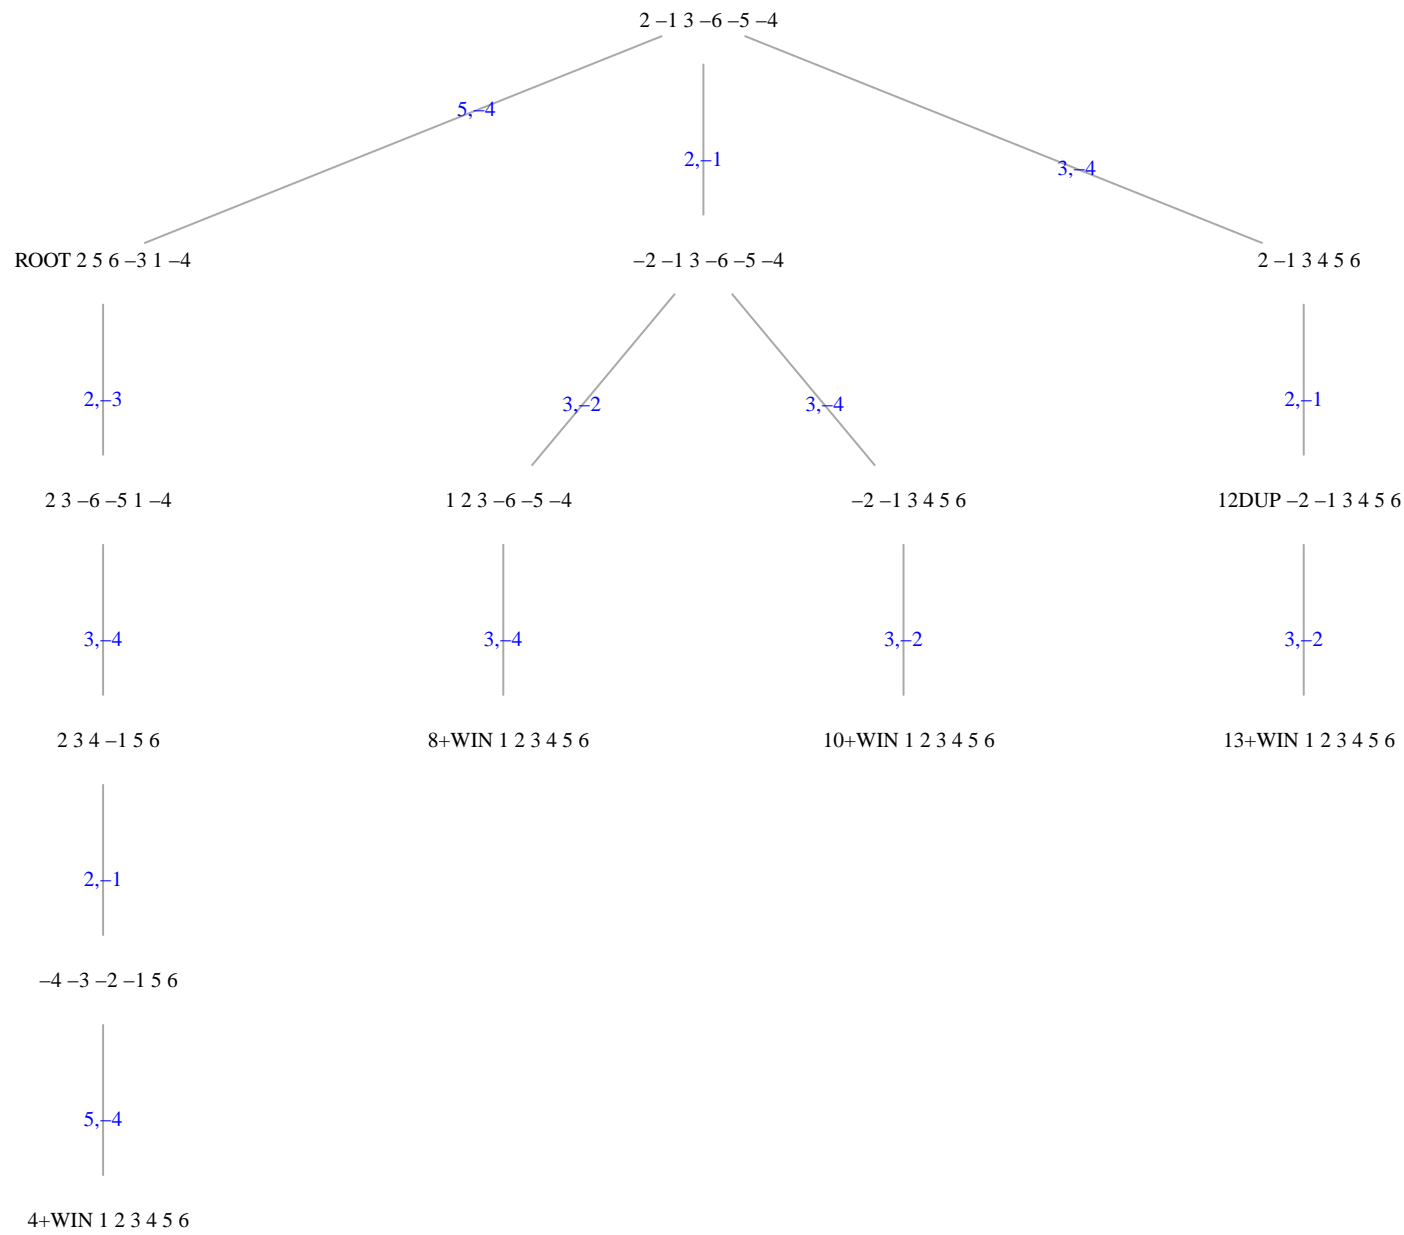 2 –1 3 –6 –5 –4
5,–4
2,–1
3,–4
ROOT 2 5 6 –3 1 –4
–2 –1 3 –6 –5 –4
2 –1 3 4 5 6
2,–3
3,–2
3,–4
2,–1
2 3 –6 –5 1 –4
1 2 3 –6 –5 –4
–2 –1 3 4 5 6
12DUP –2 –1 3 4 5 6
3,–4
3,–4
3,–2
3,–2
2 3 4 –1 5 6
8+WIN 1 2 3 4 5 6
10+WIN 1 2 3 4 5 6
13+WIN 1 2 3 4 5 6
2,–1
–4 –3 –2 –1 5 6
5,–4
4+WIN 1 2 3 4 5 6